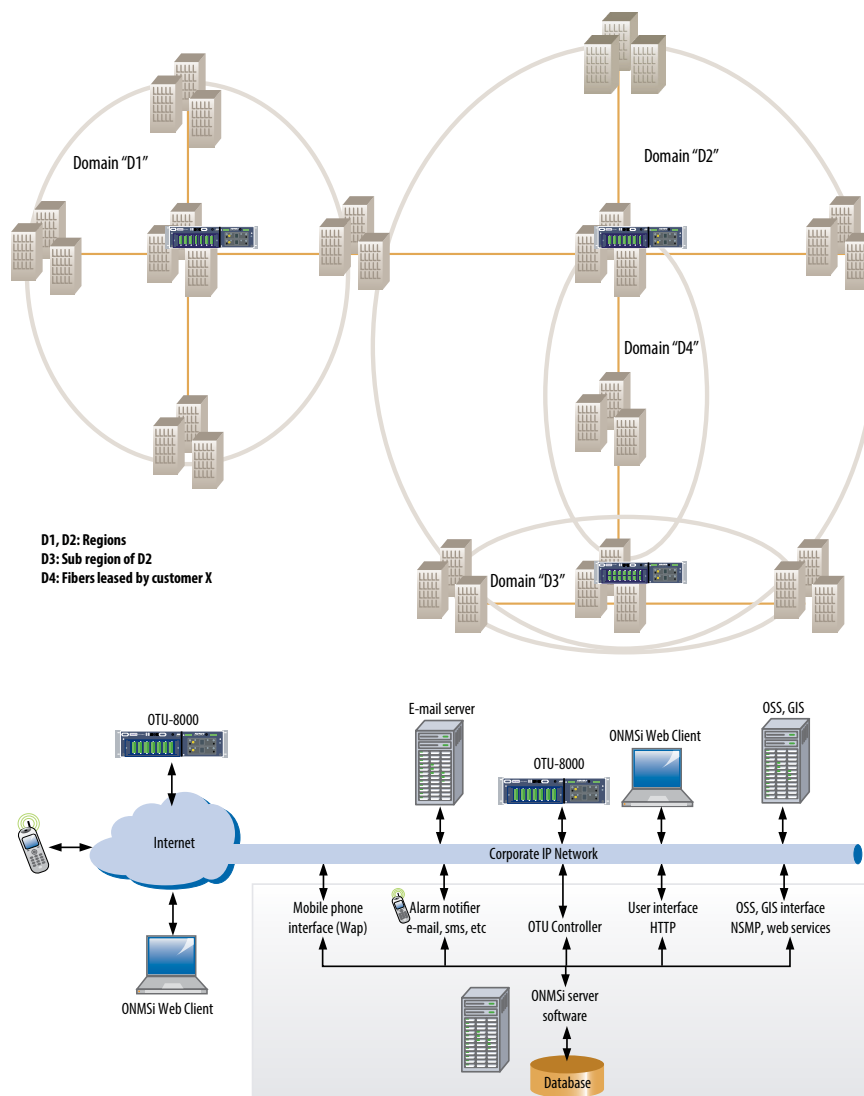 Domain “D1”
Domain “D2”
Domain “D4”
D1, D2: Regions
D3: Sub region of D2
D4: Fibers leased by customer X
Domain “D3”
OTU-8000
E-mail server
OTU-8000
ONMSi Web Client
OSS, GIS
Internet
Corporate IP Network
Mobile phone
interface (Wap)
Alarm notifier
e-mail, sms, etc
OTU Controller
User interface
HTTP
OSS, GIS interface
NSMP, web services
ONMSi Web Client
ONMSi server
software
Database